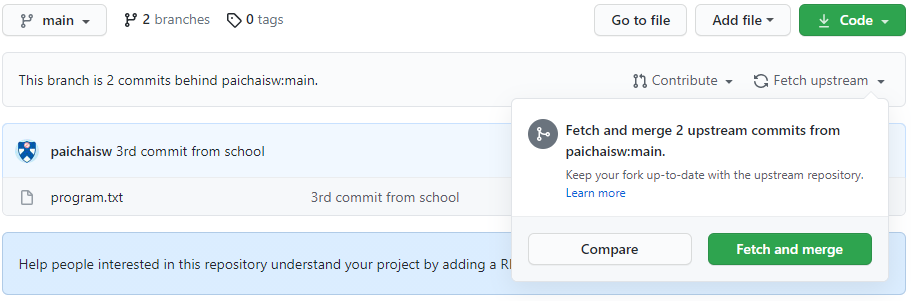 main 2 branches 0 tags Go to file Add file Code
This branch is 2 commits behind paichaisw:main. Contribute Fetch upstream
Fetch and merge 2 upstream commits from
paichaisw:main.
Keep your fork up-to-date with the upstream repository.
Learn more
Compare Fetch and merge
paichaisw 3rd commit from school
program.txt 3rd commit from school
Help people interested in this repository understand your project by adding a